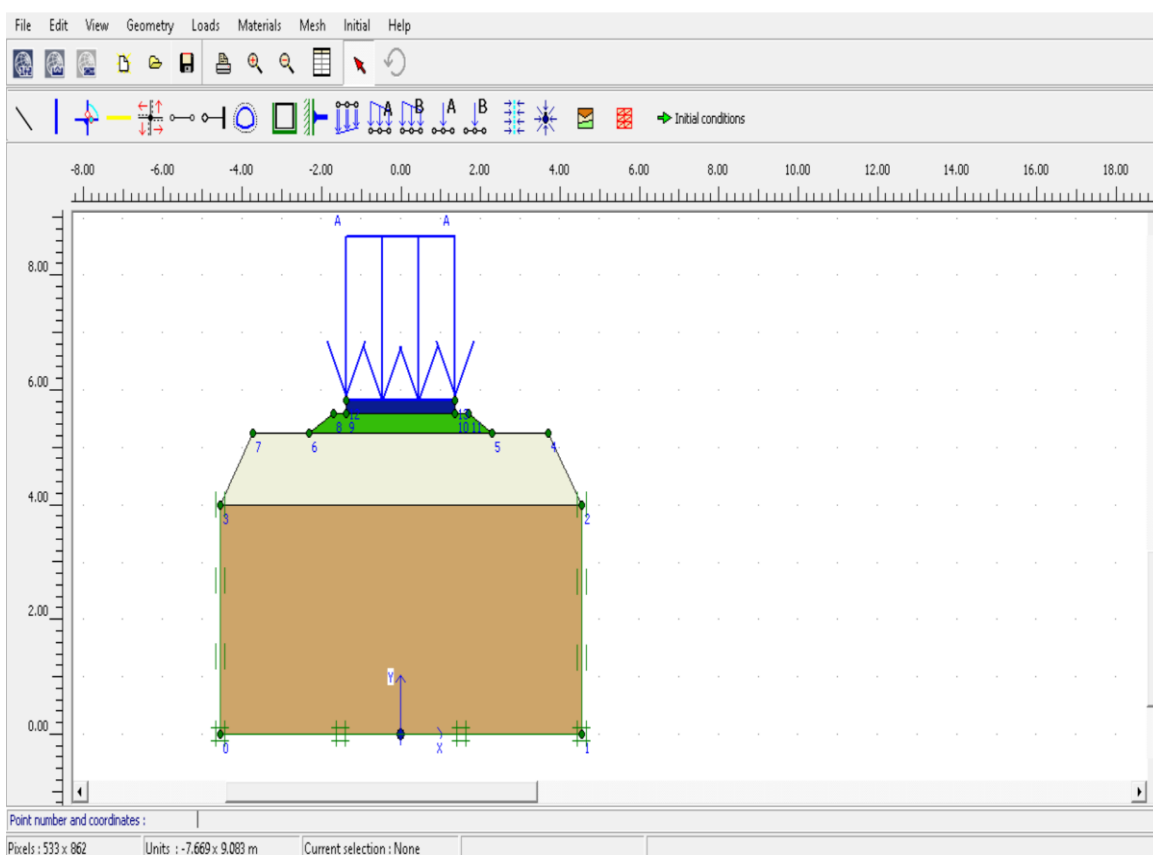 File Edit View Geometry Loads Materials Mesh Initial Help
A B A B Initial conditions
-8.00 -6.00 -4.00 -2.00 0.00 2.00 4.00 6.00 8.00 10.00 12.00 14.00 16.00 18.00
A A
8.00
6.00
12 13
8 9 10 11
7 6 5 4
4.00
3 2
2.00
Y
0.00
0 X 1
Point number and coordinates :
Pixels : 533 x 862 Units : -7.669 x 9.083 m Current selection : None